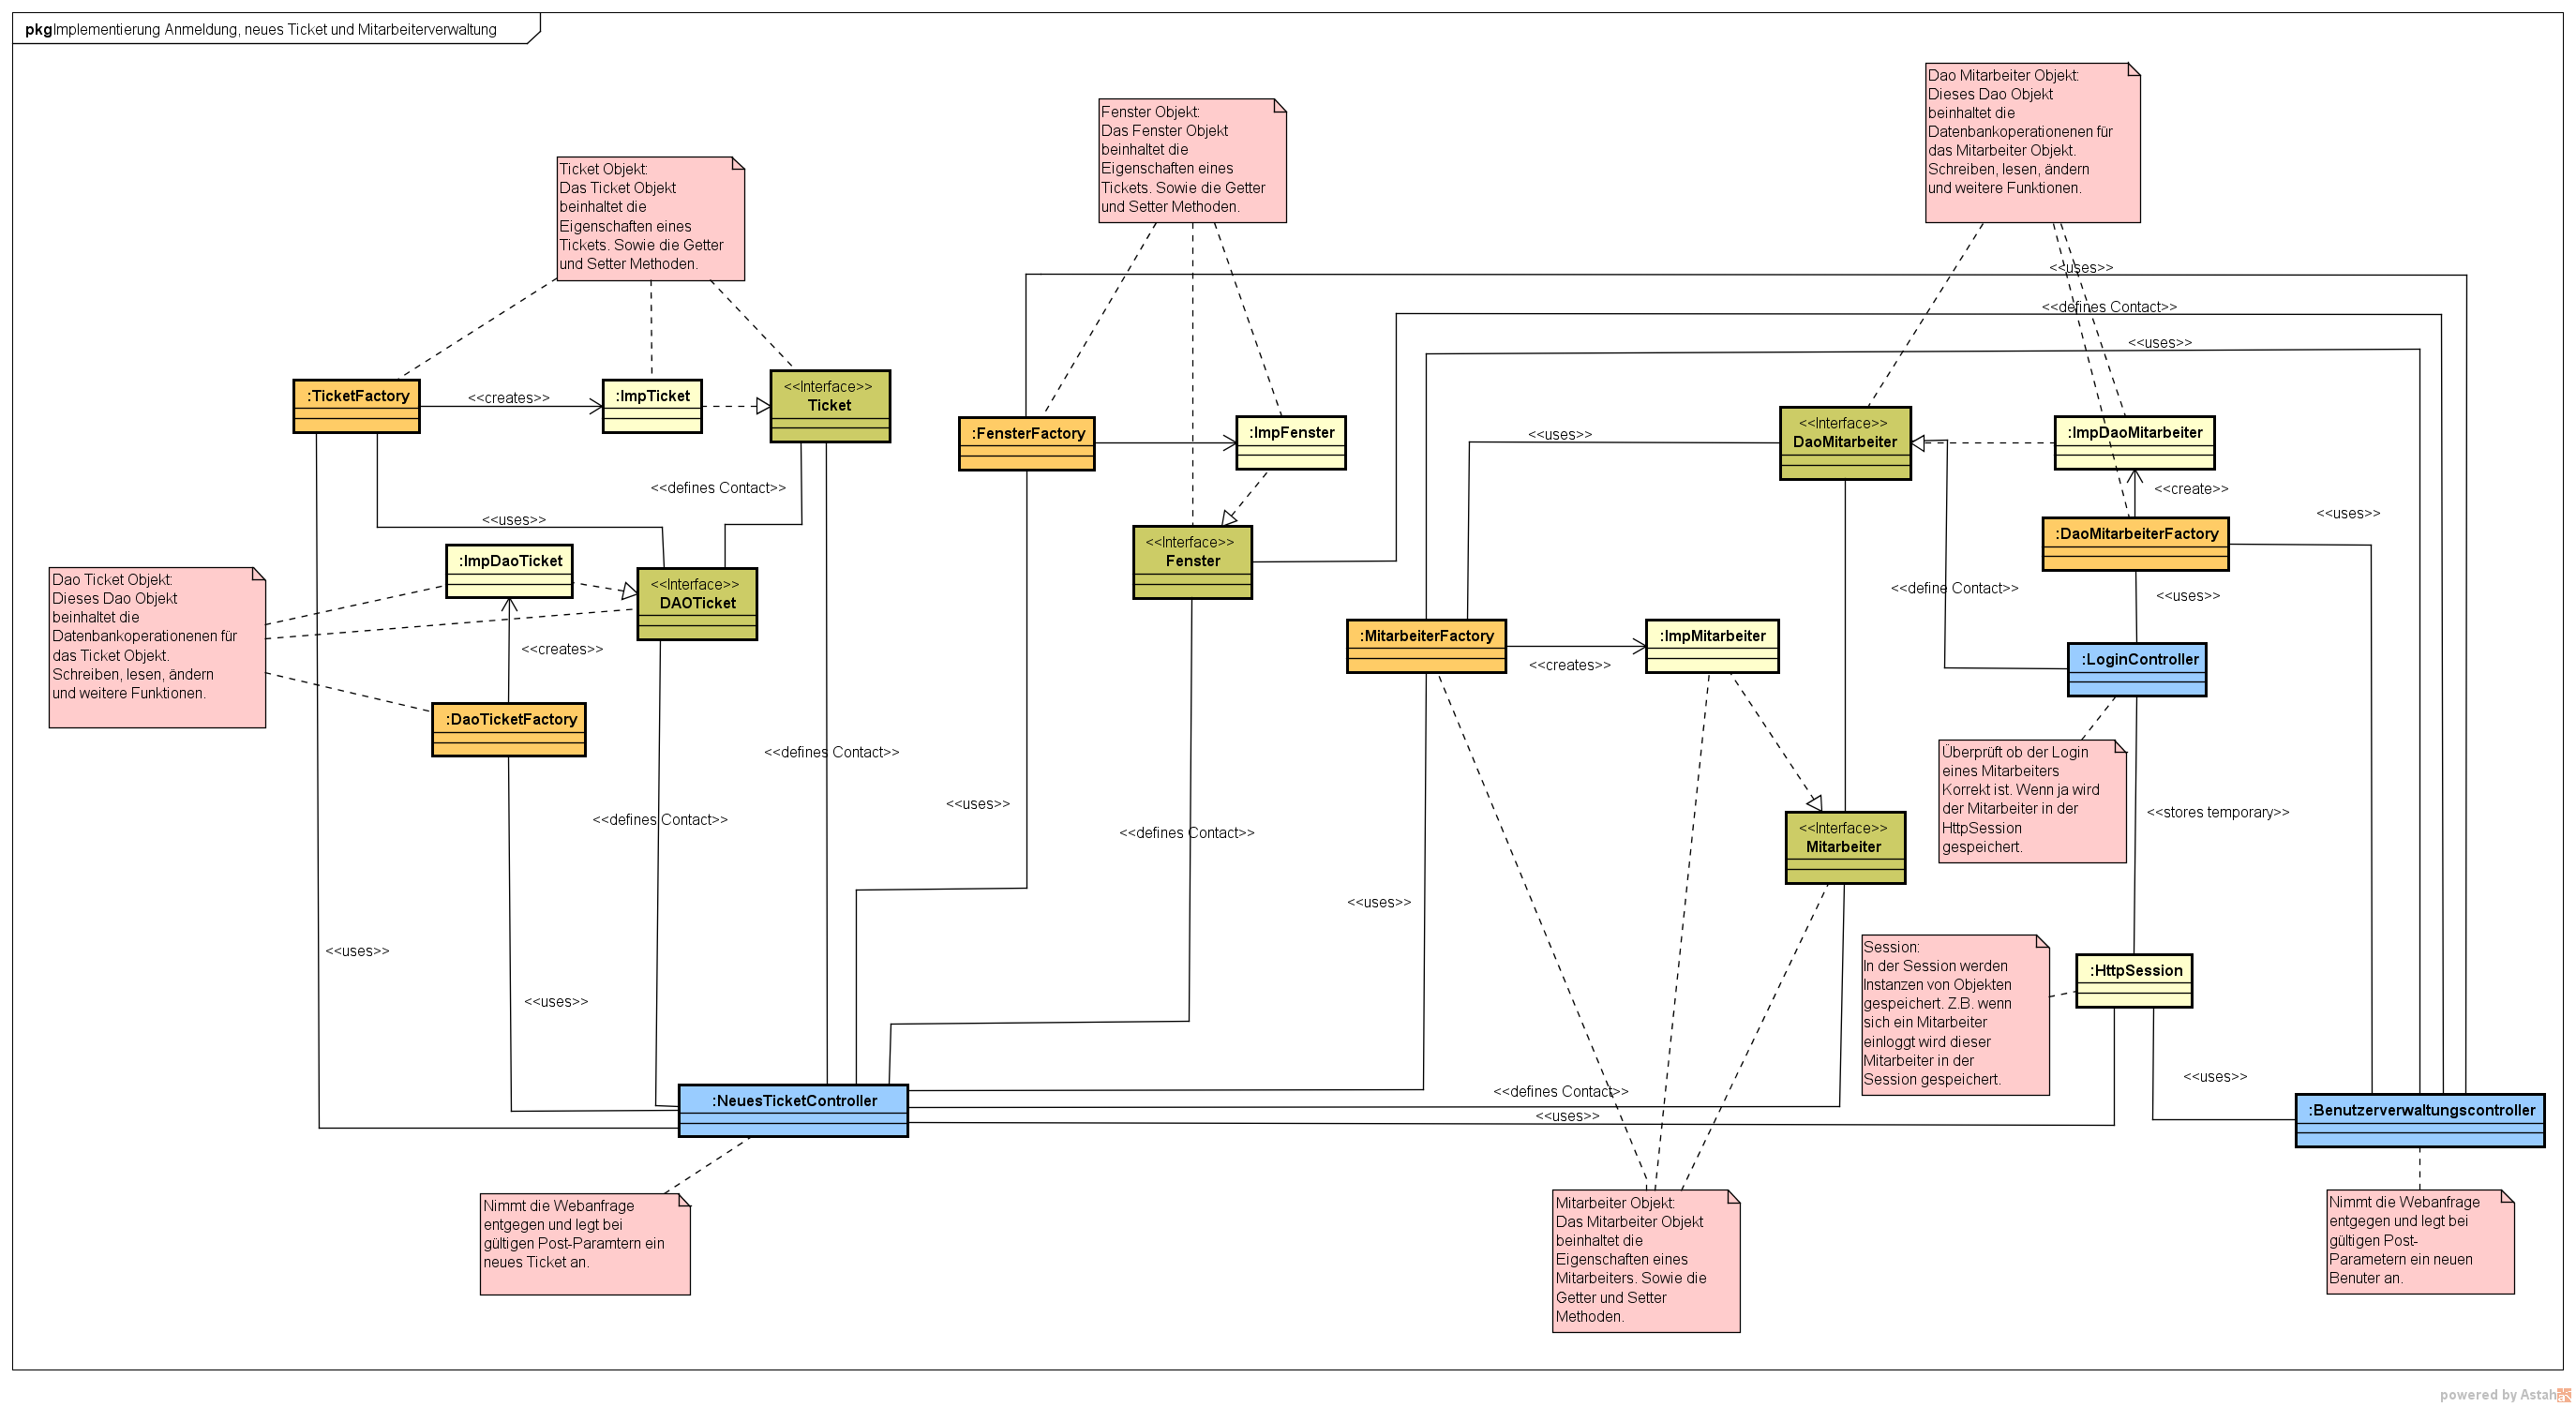 pkgImplementierung Anmeldung, neues Ticket und Mitarbeiterverwaltung
Dao Mitarbeiter Objekt:
Dieses Dao Objekt
beinhaltet die
Datenbankoperationenen für
das Mitarbeiter Objekt.
Schreiben, lesen, ändern
und weitere Funktionen.
Fenster Objekt:
Das Fenster Objekt
beinhaltet die
Eigenschaften eines
Tickets. Sowie die Getter
und Setter Methoden.
Ticket Objekt:
Das Ticket Objekt
beinhaltet die
Eigenschaften eines
Tickets. Sowie die Getter
und Setter Methoden.
<<uses>>
<<defines Contact>>
<<uses>>
:TicketFactory
<<creates>>
:ImpTicket
<<Interface>>
Ticket
:FensterFactory
:ImpFenster
<<uses>>
<<Interface>>
DaoMitarbeiter
:ImpDaoMitarbeiter
<<defines Contact>>
<<create>>
<<uses>>
<<uses>>
:DaoMitarbeiterFactory
<<Interface>>
Fenster
:ImpDaoTicket
<<Interface>>
DAOTicket
Dao Ticket Objekt:
Dieses Dao Objekt
beinhaltet die
Datenbankoperationenen für
das Ticket Objekt.
Schreiben, lesen, ändern
und weitere Funktionen.
<<define Contact>>
<<uses>>
<<creates>>
:MitarbeiterFactory
<<creates>>
:ImpMitarbeiter
:LoginController
:DaoTicketFactory
<<defines Contact>>
Überprüft ob der Login
eines Mitarbeiters
Korrekt ist. Wenn ja wird
der Mitarbeiter in der
HttpSession
gespeichert.
<<uses>>
<<defines Contact>>
<<defines Contact>>
<<stores temporary>>
<<Interface>>
Mitarbeiter
<<uses>>
<<uses>>
<<uses>>
Session:
In der Session werden
Instanzen von Objekten
gespeichert. Z.B. wenn
sich ein Mitarbeiter
einloggt wird dieser
Mitarbeiter in der
Session gespeichert.
:HttpSession
<<uses>>
<<defines Contact>>
<<uses>>
:NeuesTicketController
:Benutzerverwaltungscontroller
Nimmt die Webanfrage
entgegen und legt bei
gültigen Post-Paramtern ein
neues Ticket an.
Mitarbeiter Objekt:
Das Mitarbeiter Objekt
beinhaltet die
Eigenschaften eines
Mitarbeiters. Sowie die
Getter und Setter
Methoden.
Nimmt die Webanfrage
entgegen und legt bei
gültigen Post-
Parametern ein neuen
Benuter an.
powered by Astah